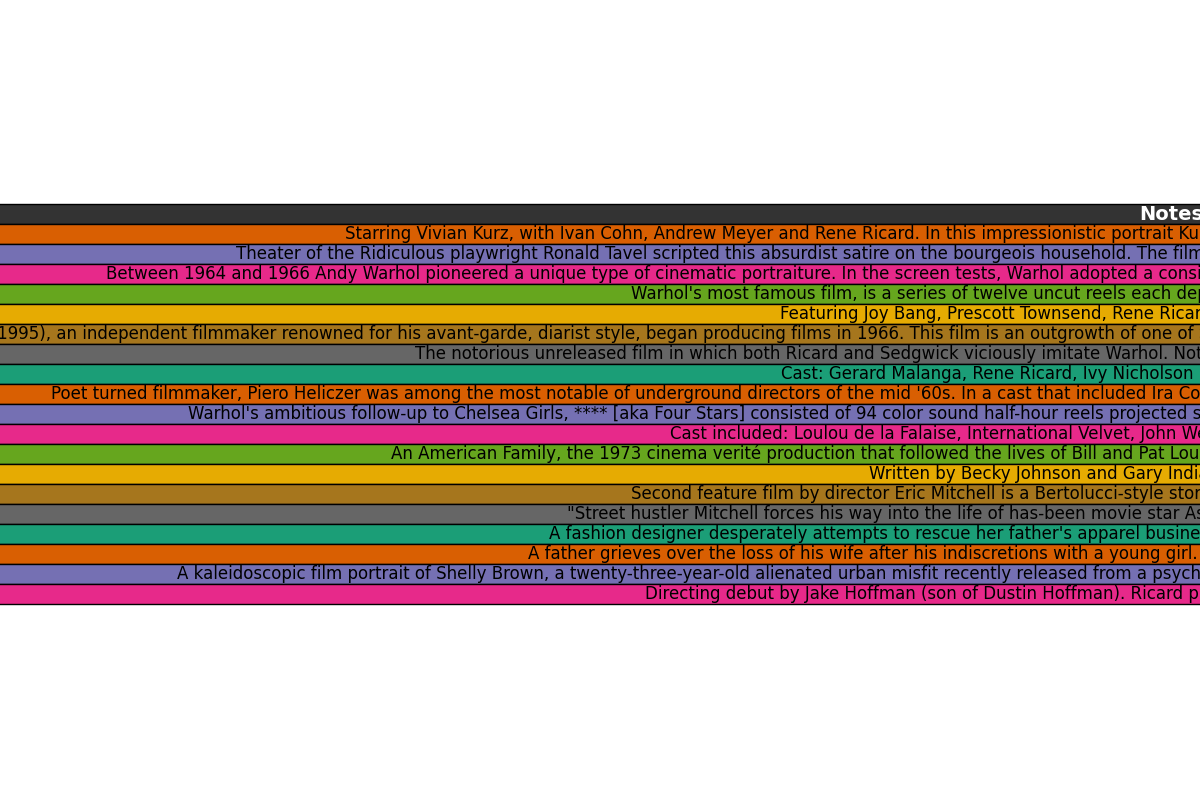 Notes
Starring Vivian Kurz, with Ivan Cohn, Andrew Meyer and Rene Ricard. In this impressionistic portrait Ku
Theater of the Ridiculous playwright Ronald Tavel scripted this absurdist satire on the bourgeois household. The film
Between 1964 and 1966 Andy Warhol pioneered a unique type of cinematic portraiture. In the screen tests, Warhol adopted a consi
Warhol's most famous film, is a series of twelve uncut reels each dep
Featuring Joy Bang, Prescott Townsend, Rene Ricar
1995), an independent filmmaker renowned for his avant-garde, diarist style, began producing films in 1966. This film is an outgrowth of one of
The notorious unreleased film in which both Ricard and Sedgwick viciously imitate Warhol. Not
Cast: Gerard Malanga, Rene Ricard, Ivy Nicholson
Poet turned filmmaker, Piero Heliczer was among the most notable of underground directors of the mid '60s. In a cast that included Ira Co
Warhol's ambitious follow-up to Chelsea Girls, **** [aka Four Stars] consisted of 94 color sound half-hour reels projected s
Cast included: Loulou de la Falaise, International Velvet, John We
An American Family, the 1973 cinema verité production that followed the lives of Bill and Pat Lou
Written by Becky Johnson and Gary Indi
Second feature film by director Eric Mitchell is a Bertolucci-style stor
"Street hustler Mitchell forces his way into the life of has-been movie star As
A fashion designer desperately attempts to rescue her father's apparel busine
A father grieves over the loss of his wife after his indiscretions with a young girl.
A kaleidoscopic film portrait of Shelly Brown, a twenty-three-year-old alienated urban misfit recently released from a psych
Directing debut by Jake Hoffman (son of Dustin Hoffman). Ricard p